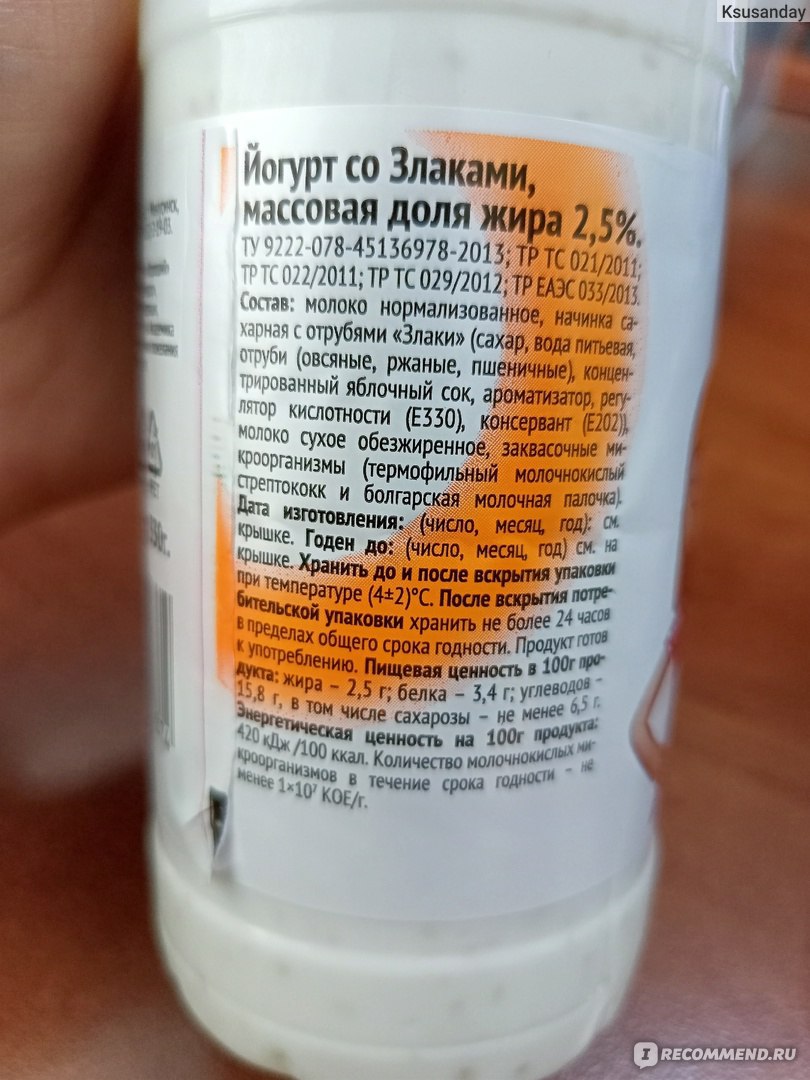 Ksusanday
Йогурт со Злаками,
массовая доля жира 2,5%.
ТУ 9222-078-45136978-2013; ТР ТС 021/2011;
ТР ТС 022/2011; ТР ТС 029/2012; ТР ЕАЭС 033/2013.
Состав: молоко нормализованное, начинка са-
харная с отрубями «Злаки» (сахар, вода питьевая,
отруби (овсяные, ржаные, пшеничные), концен-
трированный яблочный сок, ароматизатор, регу-
лятор кислотности (Е330), консервант (Е202)),
молоко сухое обезжиренное, заквасочные ми-
кроорганизмы (термофильный молочнокислый
стрептококк и болгарская молочная палочка).
Дата изготовления: (число, месяц, год): см.
крышке. Годен до: (число, месяц, год) см. на
крышке. Хранить до и после вскрытия упаковки
при температуре (4±2)°С. После вскрытия потре-
бительской упаковки хранить не более 24 часов
в пределах общего срока годности. Продукт готов
к употреблению. Пищевая ценность в 100г про-
дукта: жира – 2,5 г; белка – 3,4 г; углеводов –
15,8 г, в том числе сахарозы – не менее 6,5 г.
Энергетическая ценность на 100г продукта:
420 кДж /100 ккал. Количество молочнокислых ми-
кроорганизмов в течение срока годности – не
менее 1×10⁷ КОЕ/г.
I RECOMMEND.RU